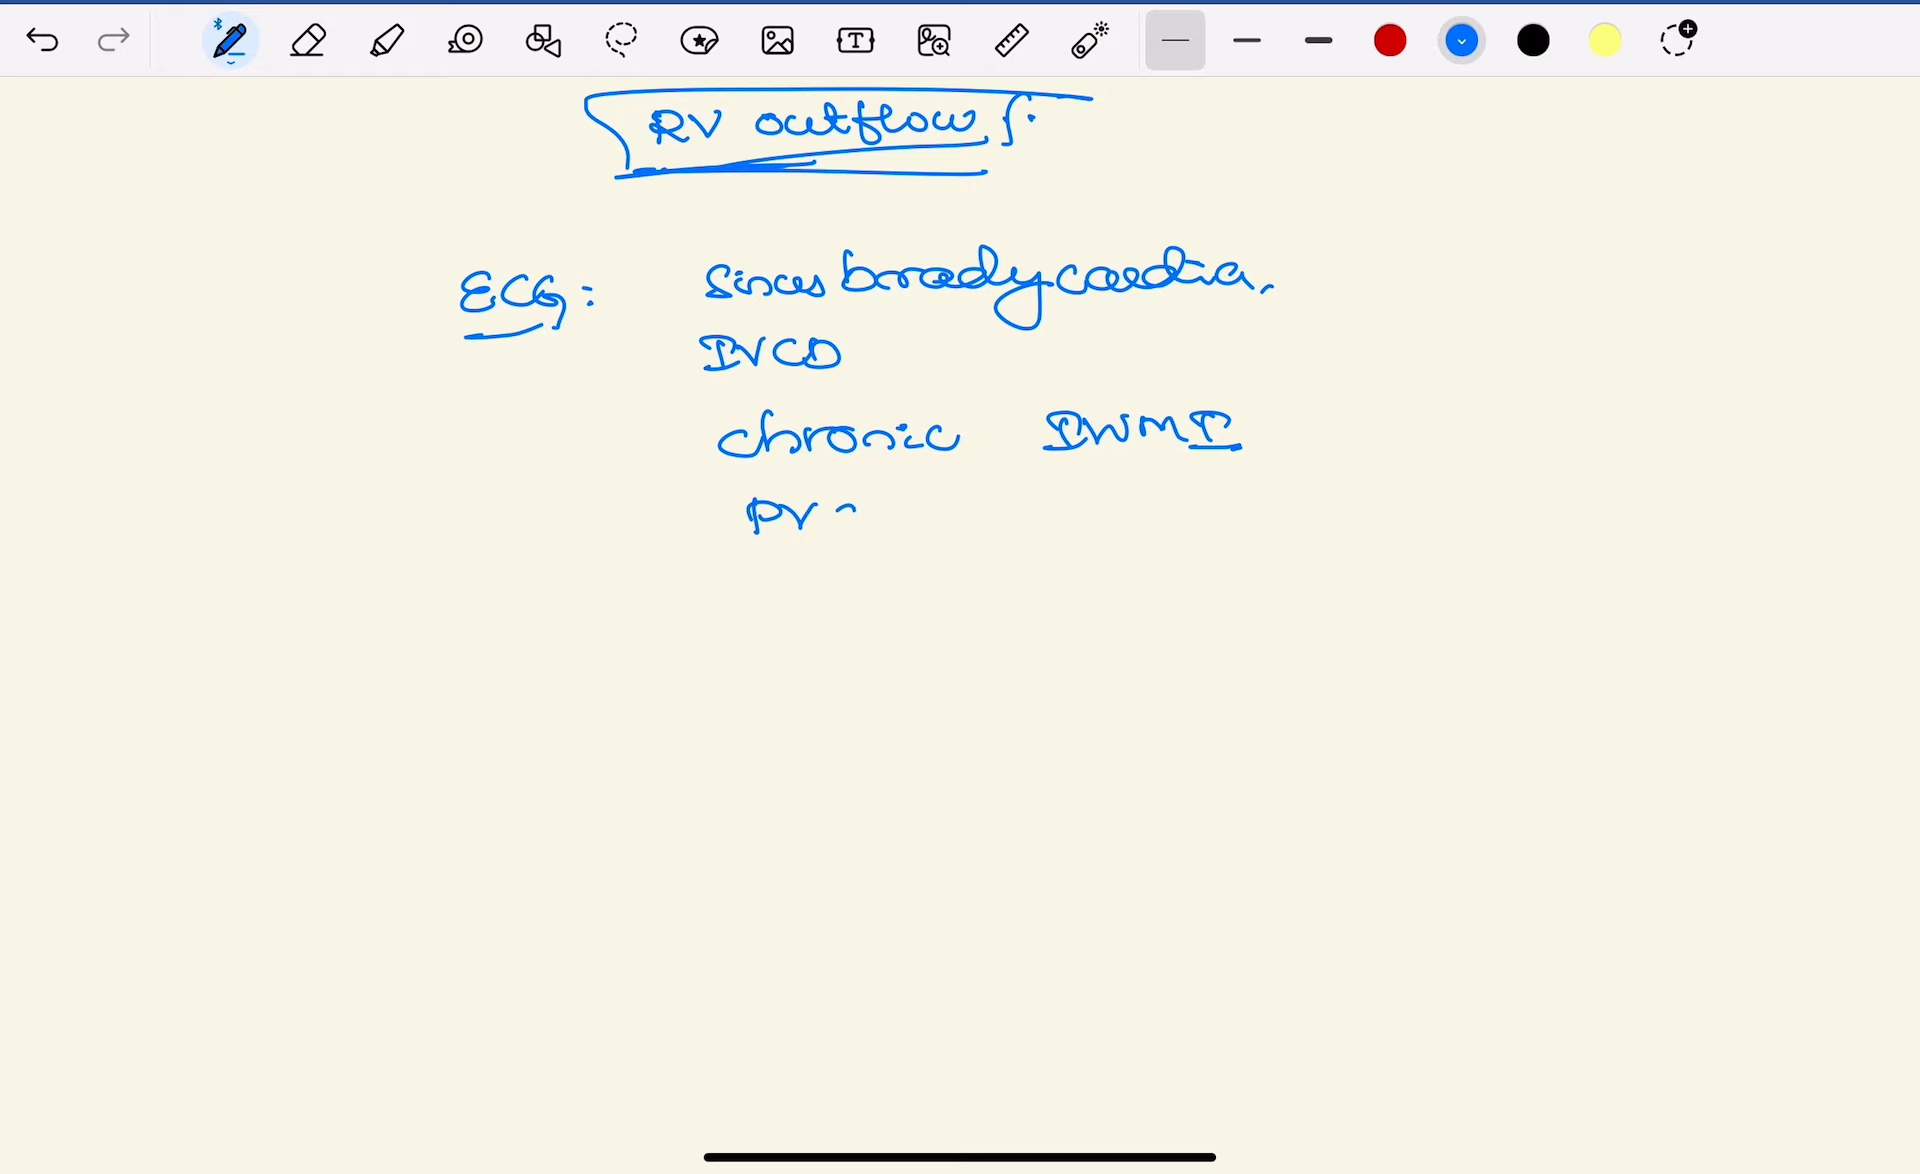 RV outflow
ECG: Sinus bradycardia.
IVCD
chronic IWMI
PV